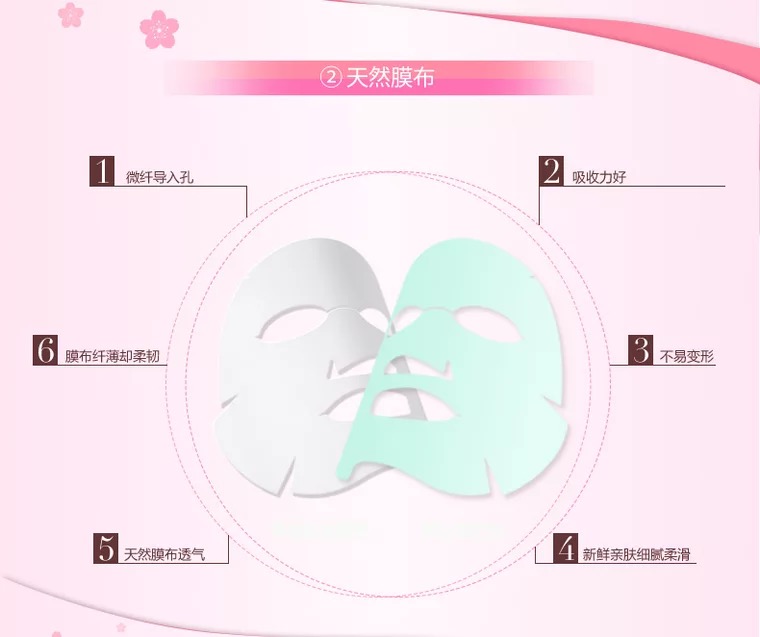 ② 天然膜布
1 微纤导入孔
2 吸收力好
6 膜布纤薄却柔韧
3 不易变形
5 天然膜布透气
4 新鲜亲肤细腻柔滑